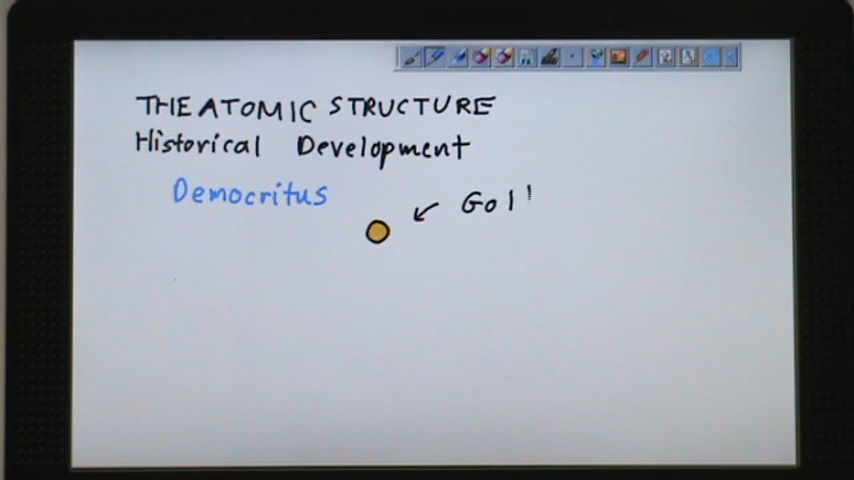 THE ATOMIC STRUCTURE
Historical Development
Democritus
Gol